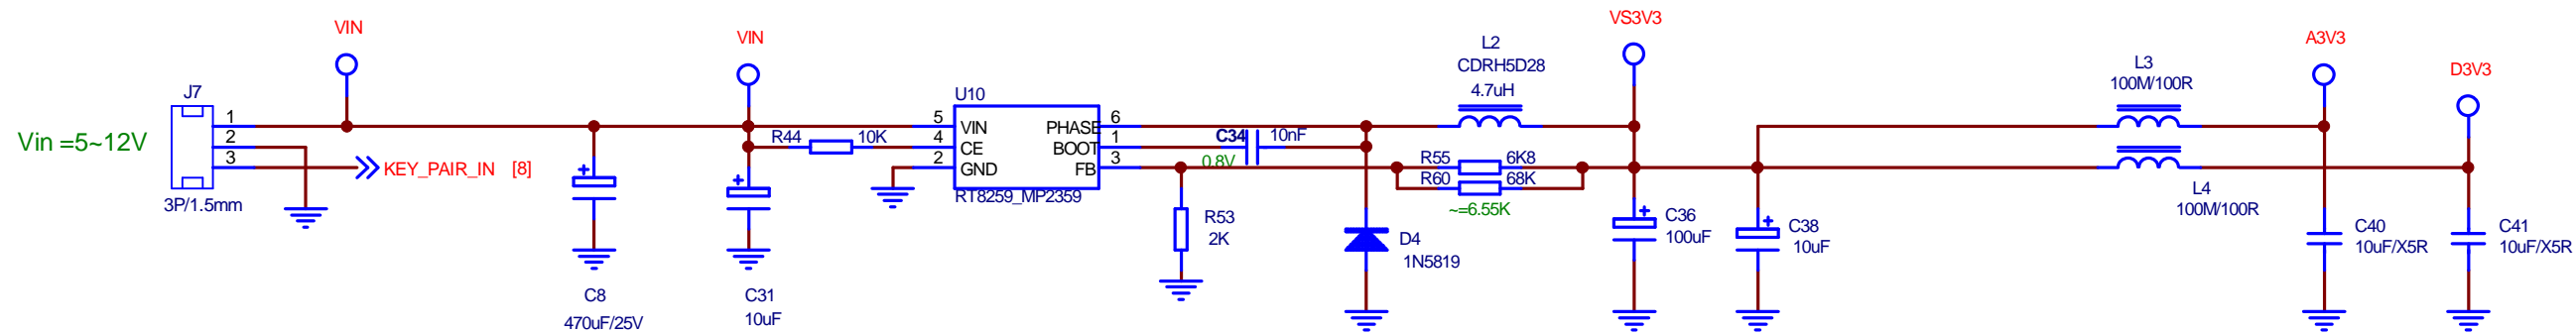 Vin =5~12V
J7
1
2
3
3P/1.5mm
VIN
KEY_PAIR_IN [8]
C8
470uF/25V
VIN
C31
10uF
R44 10K
U10
5 VIN
4 CE
2 GND
PHASE 6
BOOT 1
FB 3
RT8259_MP2359
C34 10nF
0.8V
R53
2K
D4
1N5819
L2
CDRH5D28
4.7uH
R55 6K8
R60 68K
~=6.55K
VS3V3
C36
100uF
C38
10uF
L3
100M/100R
L4
100M/100R
A3V3
C40
10uF/X5R
D3V3
C41
10uF/X5R